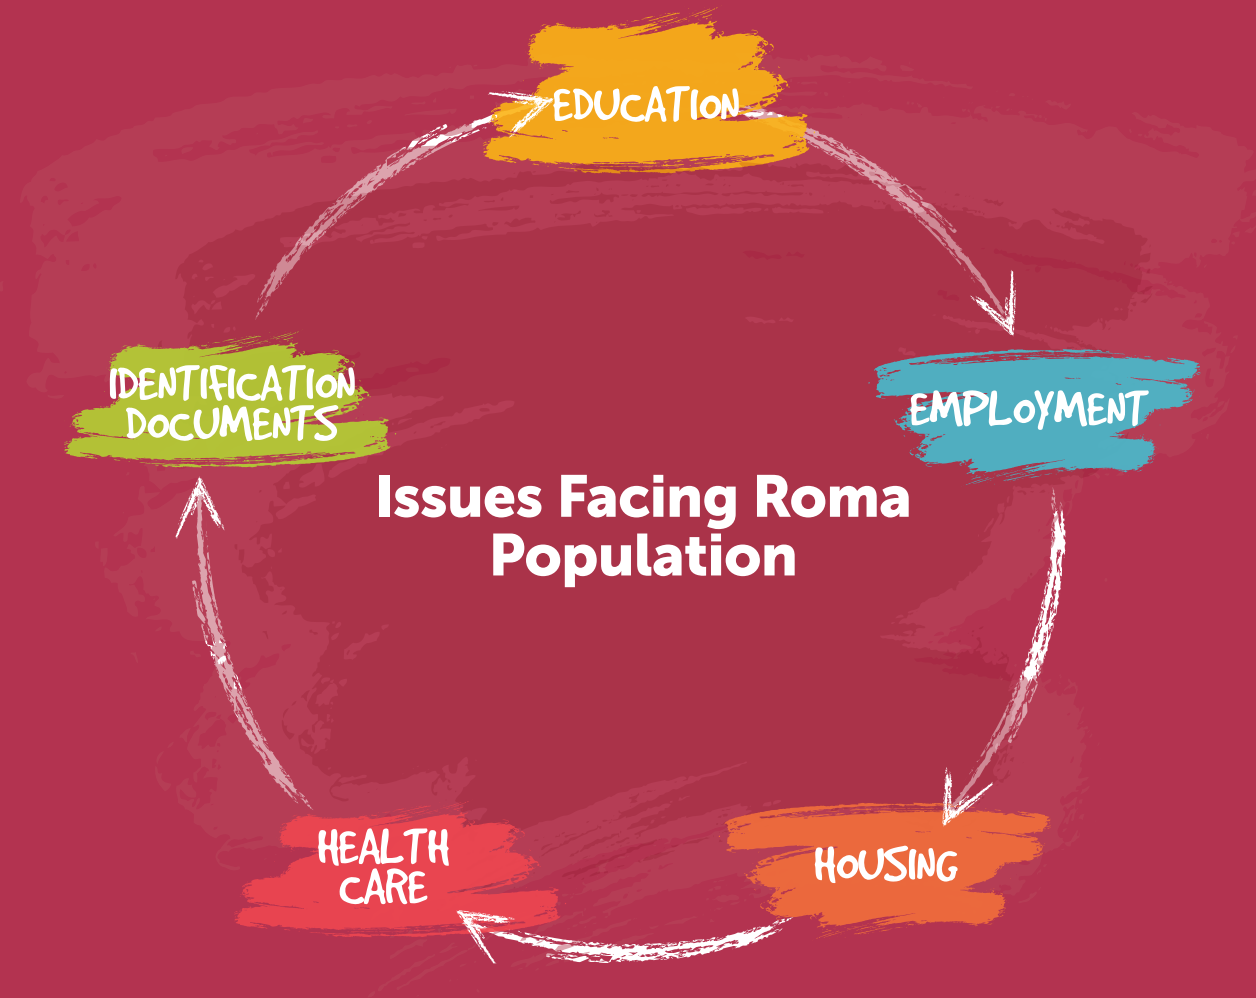 EDUCATION
IDENTIFICATION
DOCUMENTS
EMPLOYMENT
Issues Facing Roma
Population
HEALTH
CARE
HOUSING